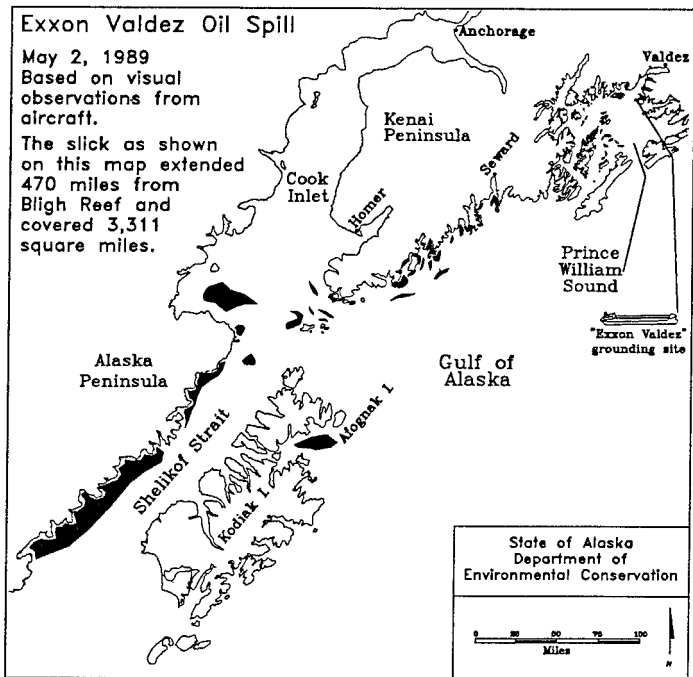 Exxon Valdez Oil Spill
May 2, 1989
Based on visual
observations from
aircraft.
The slick as shown
on this map extended
470 miles from
Bligh Reef and
covered 3,311
square miles.
Anchorage
Valdez
Kenai
Peninsula
Seward
Cook
Inlet
Homer
Prince
William
Sound
"Exxon Valdez"
grounding site
Alaska
Peninsula
Gulf of
Alaska
Shelikof Strait
Afognak I.
Kodiak I.
State of Alaska
Department of
Environmental Conservation
0 25 50 75 100
Miles
N